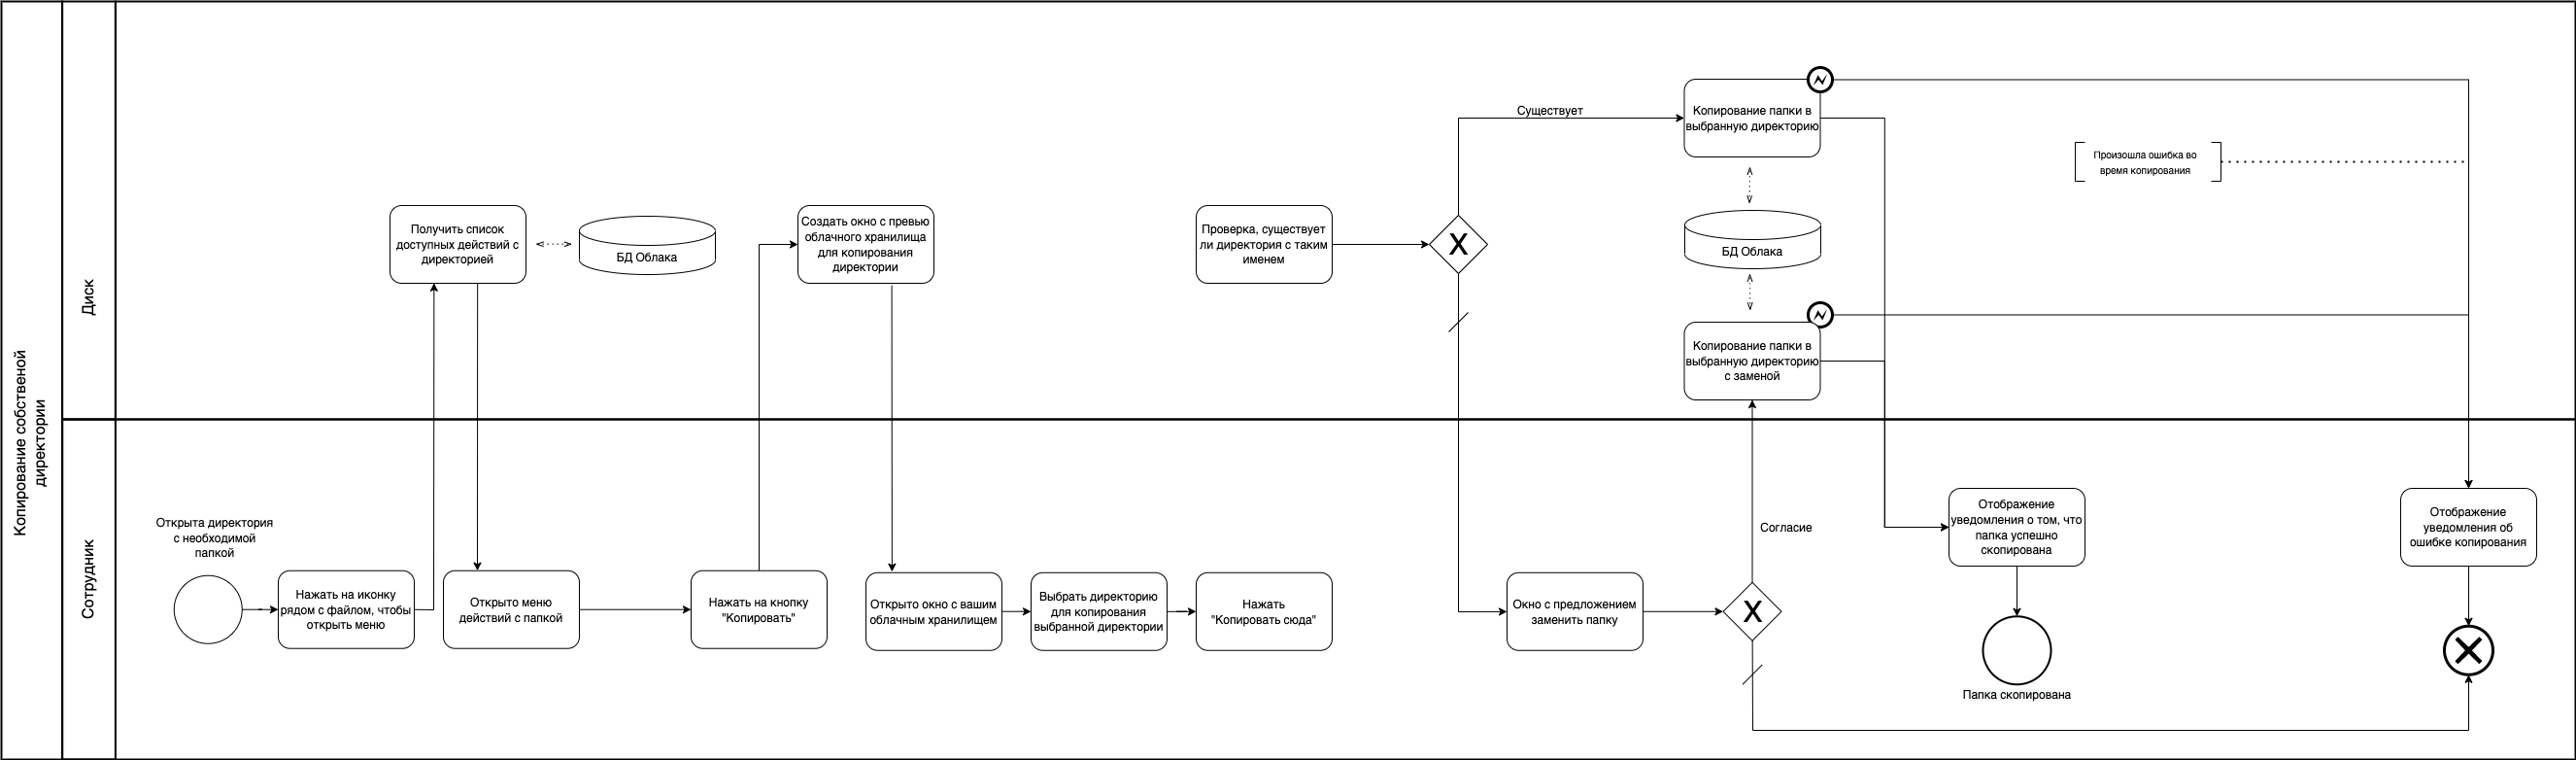 Копирование собственой
директории
Диск
Сотрудник
Открыта директория
с необходимой
папкой
Нажать на иконку
рядом с файлом, чтобы
открыть меню
Получить список
доступных действий с
директорией
БД Облака
Открыто меню
действий с папкой
Нажать на кнопку
"Копировать"
Создать окно с превью
облачного хранилища
для копирования
директории
Открыто окно с вашим
облачным хранилищем
Выбрать директорию
для копирования
выбранной директории
Нажать
"Копировать сюда"
Проверка, существует
ли директория с таким
именем
X
Существует
Копирование папки в
выбранную директорию
БД Облака
Копирование папки в
выбранную директорию
с заменой
Окно с предложением
заменить папку
X
Согласие
Отображение
уведомления о том, что
папка успешно
скопирована
Папка скопирована
Произошла ошибка во
время копирования
Отображение
уведомления об
ошибке копирования